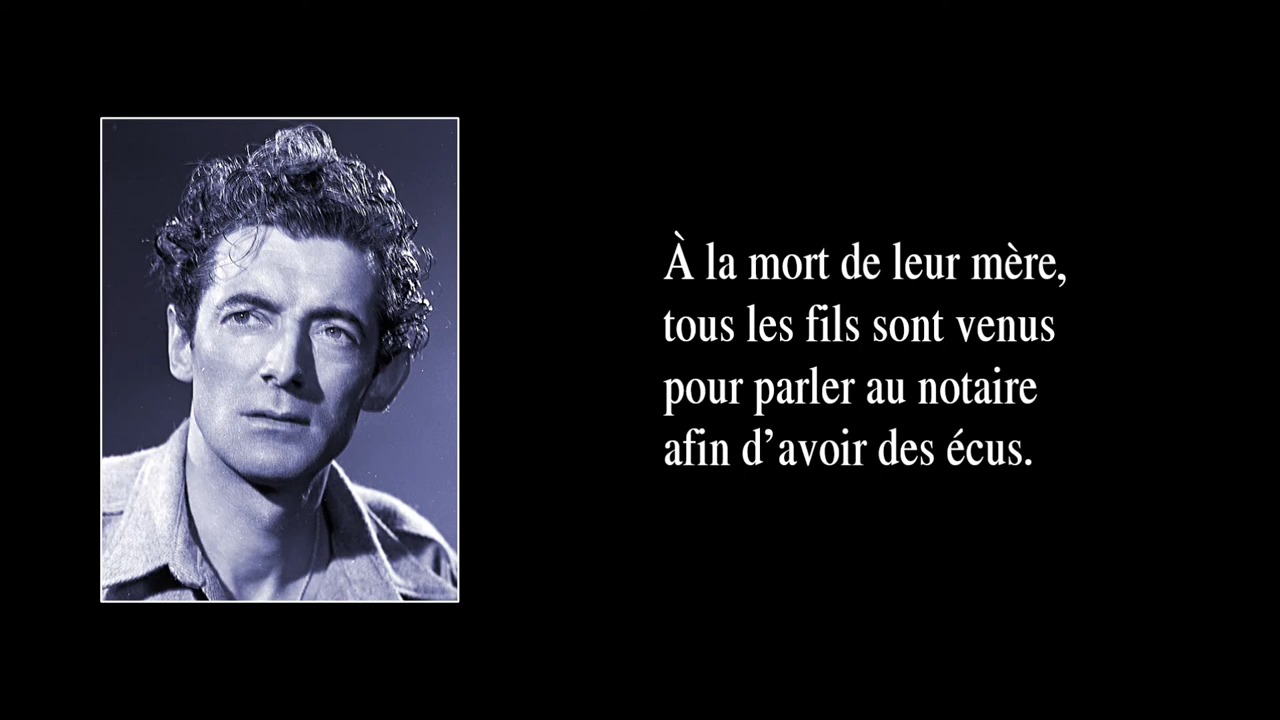 À la mort de leur mère,
tous les fils sont venus
pour parler au notaire
afin d’avoir des écus.